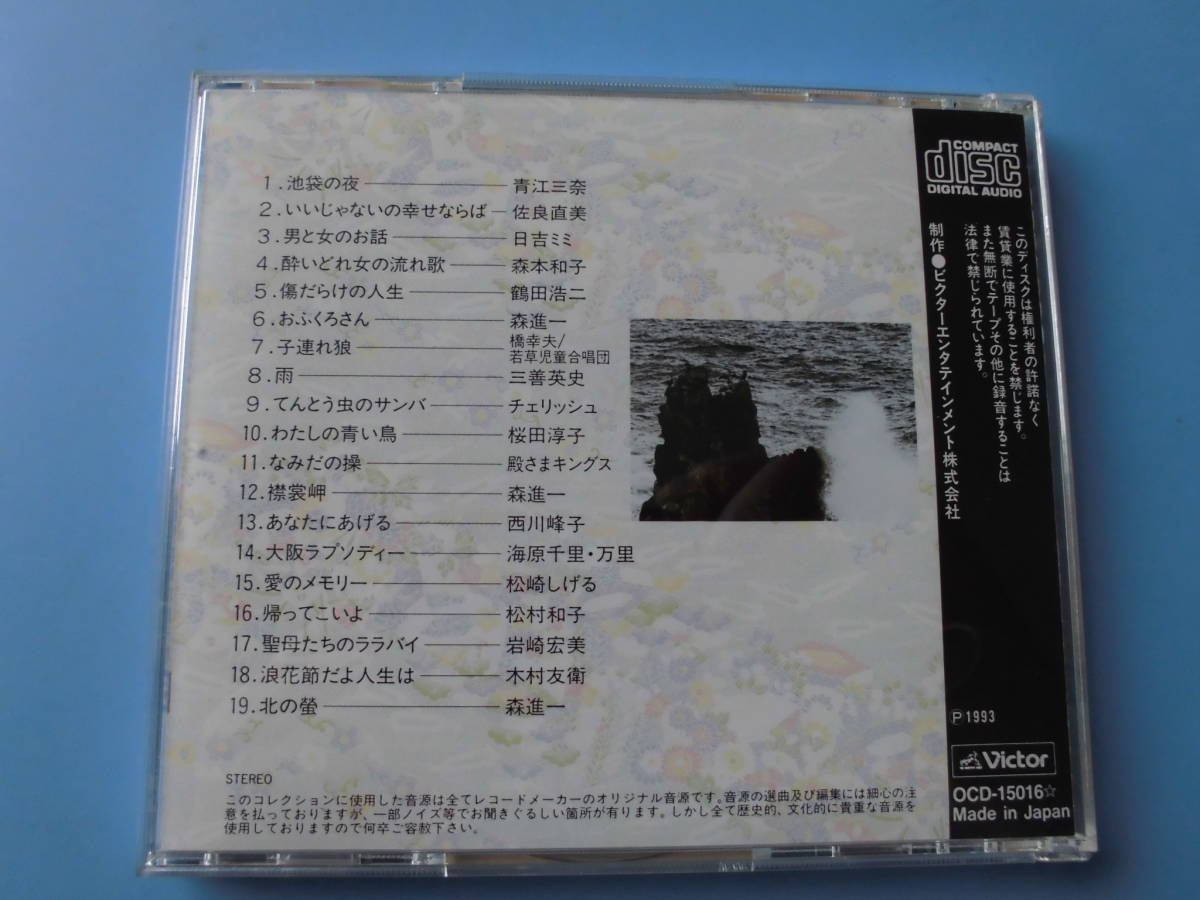 1.池袋の夜 青江三奈
2.いいじゃないの幸せならば 佐良直美
3.男と女のお話 日吉ミミ
4.酔いどれ女の流れ歌 森本和子
5.傷だらけの人生 鶴田浩二
6.おふくろさん 森進一
7.子連れ狼 橋幸夫/
若草児童合唱団
8.雨 三善英史
9.てんとう虫のサンバ チェリッシュ
10.わたしの青い鳥 桜田淳子
11.なみだの操 殿さまキングス
12.襟裳岬 森進一
13.あなたにあげる 西川峰子
14.大阪ラプソディー 海原千里・万里
15.愛のメモリー 松崎しげる
16.帰ってこいよ 松村和子
17.聖母たちのララバイ 岩崎宏美
18.浪花節だよ人生は 木村友衛
19.北の螢 森進一
STEREO
このコレクションに使用した音源は全てレコードメーカーのオリジナル音源です。音源の選曲及び編集には細心の注
意を払っておりますが、一部ノイズ等でお聞きぐるしい箇所が有ります。しかし全て歴史的、文化的に貴重な音源を
使用しておりますので何卒ご容赦下さい。
COMPACT
disc
DIGITAL AUDIO
このディスクは権利者の許諾なく
賃貸業に使用することを禁じます。
また無断でテープその他に録音することは
法律で禁じられています。
制作●ビクターエンタテインメント株式会社
Ⓟ1993
Victor
OCD-15016☆
Made in Japan